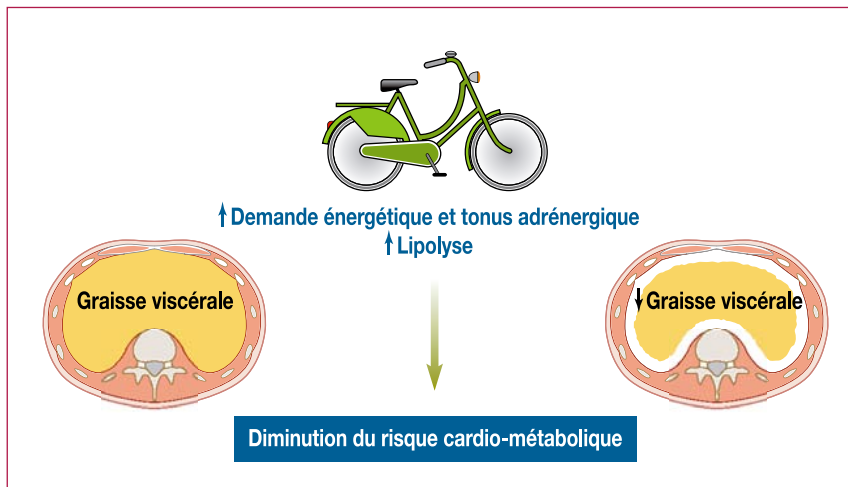 ↑ Demande énergétique et tonus adrénergique
↑ Lipolyse
Graisse viscérale
↓ Graisse viscérale
Diminution du risque cardio-métabolique